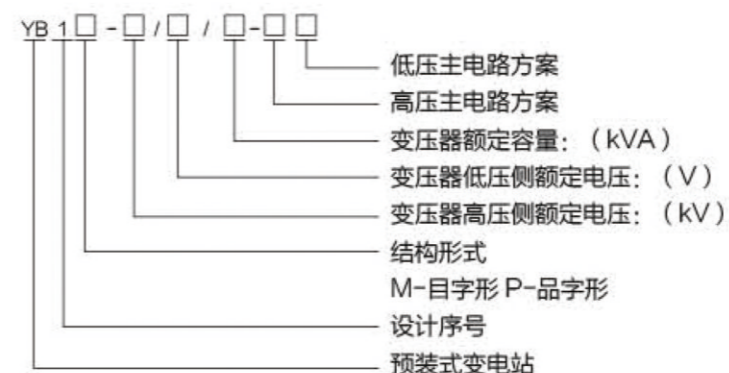 YB 1□ -□/□ / □-□ □
低压主电路方案
高压主电路方案
变压器额定容量：（kVA）
变压器低压侧额定电压：（V）
变压器高压侧额定电压：（kV）
结构形式
M-目字形 P-品字形
设计序号
预装式变电站